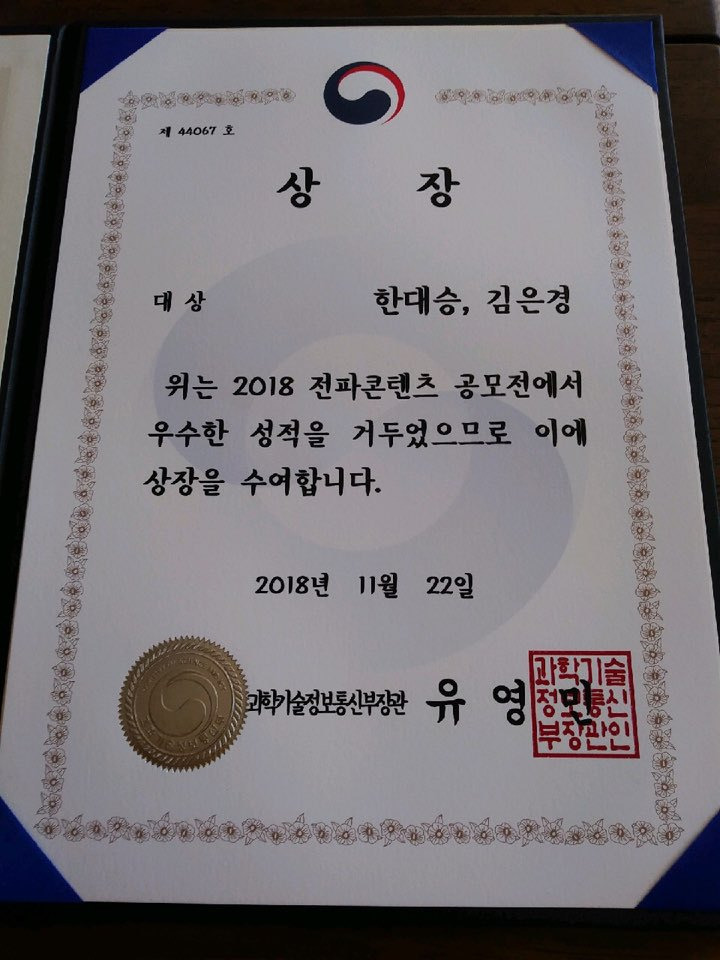 제 44067 호
상 장
대 상 한대승, 김은경
위는 2018 전파콘텐츠 공모전에서
우수한 성적을 거두었으므로 이에
상장을 수여합니다.
2018년 11월 22일
과학기술정보통신부장관 유 영 민
과학기술
정보통신
부장관인